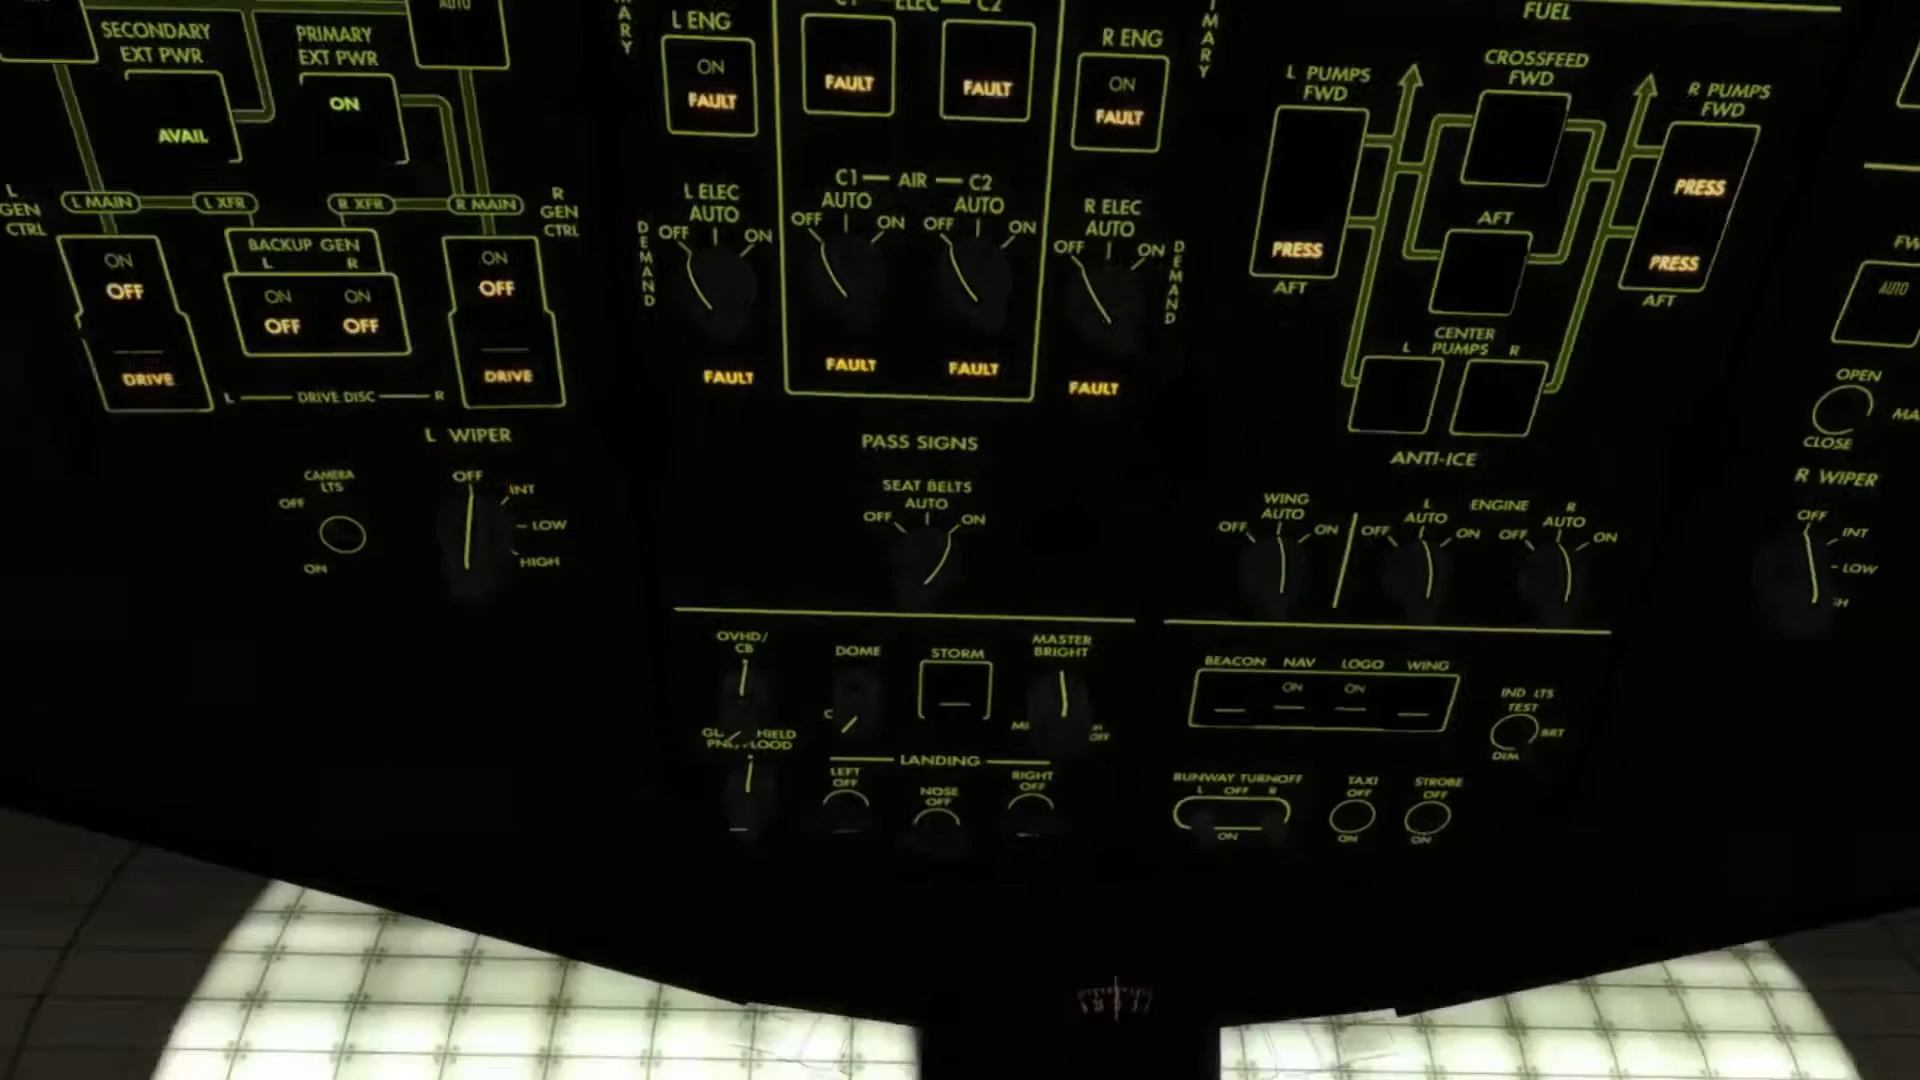 AUTO
SECONDARY
EXT PWR
PRIMARY
EXT PWR
AVAIL
ON
L MAIN
L XFR
R XFR
R MAIN
L
GEN
CTRL
R
GEN
CTRL
ON
OFF
DRIVE
BACKUP GEN
L R
ON ON
OFF OFF
ON
OFF
DRIVE
L DRIVE DISC R
L ENG
ON
FAULT
ELEC C2
FAULT
FAULT
R ENG
ON
FAULT
L ELEC
AUTO
OFF ON
DEMAND
FAULT
C1 AIR C2
AUTO AUTO
OFF ON OFF ON
FAULT FAULT
R ELEC
AUTO
OFF ON
DEMAND
FAULT
FUEL
L PUMPS
FWD
PRESS
AFT
CROSSFEED
FWD
AFT
R PUMPS
FWD
PRESS
PRESS
AFT
CENTER
L PUMPS R
AUTO
OPEN
CLOSE
L WIPER
OFF
INT
LOW
HIGH
CAMERA
LTS
OFF
ON
PASS SIGNS
SEAT BELTS
AUTO
OFF ON
ANTI-ICE
WING
AUTO
OFF ON
L ENGINE R
AUTO AUTO
OFF ON OFF ON
R WIPER
OFF
INT
LOW
OVHD/
CB
DOME
STORM
MASTER
BRIGHT
LANDING
LEFT
OFF
NOSE
OFF
RIGHT
OFF
BEACON NAV LOGO WING
ON ON
IND LTS
TEST
BRT
DIM
RUNWAY TURNOFF
L OFF R
ON
TAXI
OFF
ON
STROBE
OFF
ON